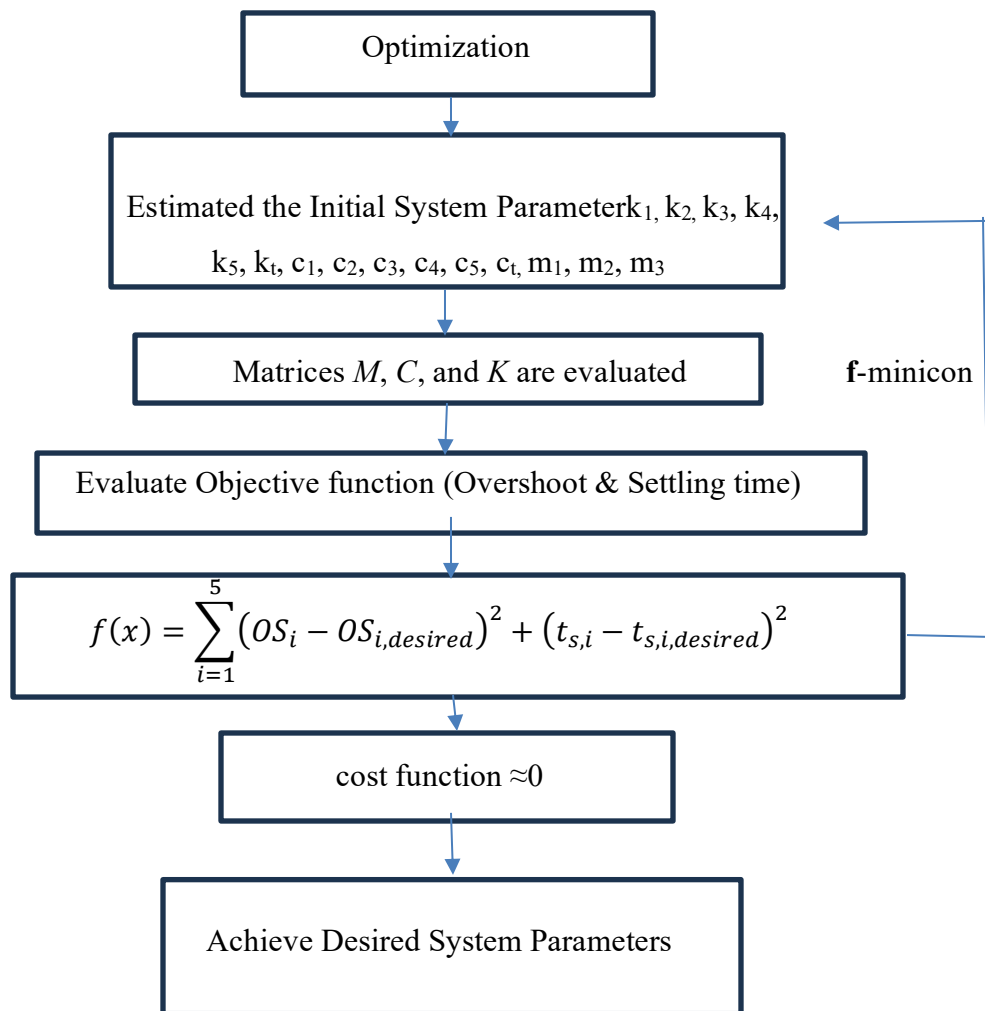 Optimization
Estimated the Initial System Parameterk₁, k₂, k₃, k₄,
k₅, kₜ, c₁, c₂, c₃, c₄, c₅, cₜ, m₁, m₂, m₃
Matrices M, C, and K are evaluated
f-minicon
Evaluate Objective function (Overshoot & Settling time)
f(x) = ∑_{i=1}^{5} (OS_i − OS_{i,desired})² + (t_{s,i} − t_{s,i,desired})²
cost function ≈0
Achieve Desired System Parameters